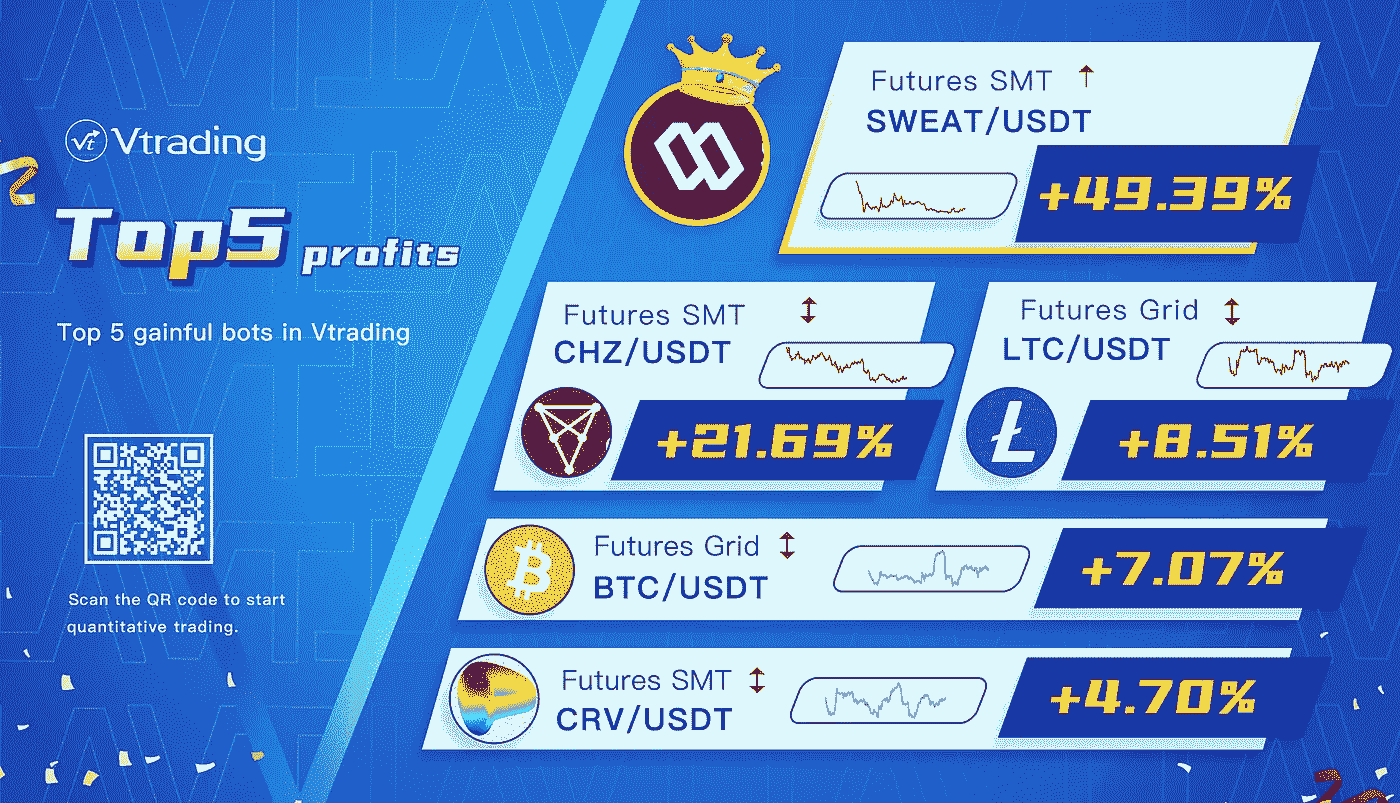 Vt Vtrading
Top5 profits
Top 5 gainful bots in Vtrading
Scan the QR code to start
quantitative trading.
Futures SMT ↑
SWEAT/USDT
+49.39%
Futures SMT ↕
CHZ/USDT
+21.69%
Futures Grid ↕
LTC/USDT
+8.51%
Futures Grid ↕
BTC/USDT
+7.07%
Futures SMT ↕
CRV/USDT
+4.70%